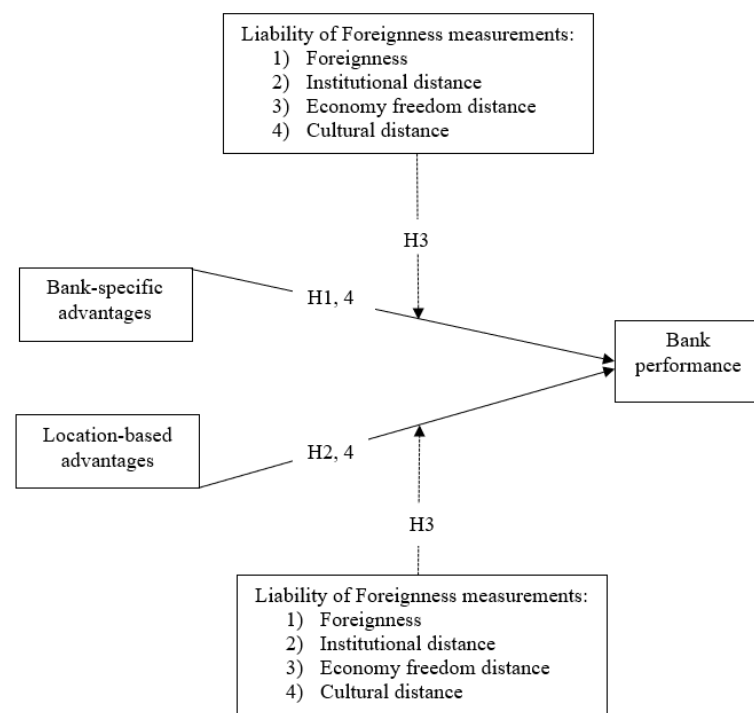 Liability of Foreignness measurements:
1) Foreignness
2) Institutional distance
3) Economy freedom distance
4) Cultural distance
H3
Bank-specific
advantages
H1, 4
Bank
performance
Location-based
advantages
H2, 4
H3
Liability of Foreignness measurements:
1) Foreignness
2) Institutional distance
3) Economy freedom distance
4) Cultural distance